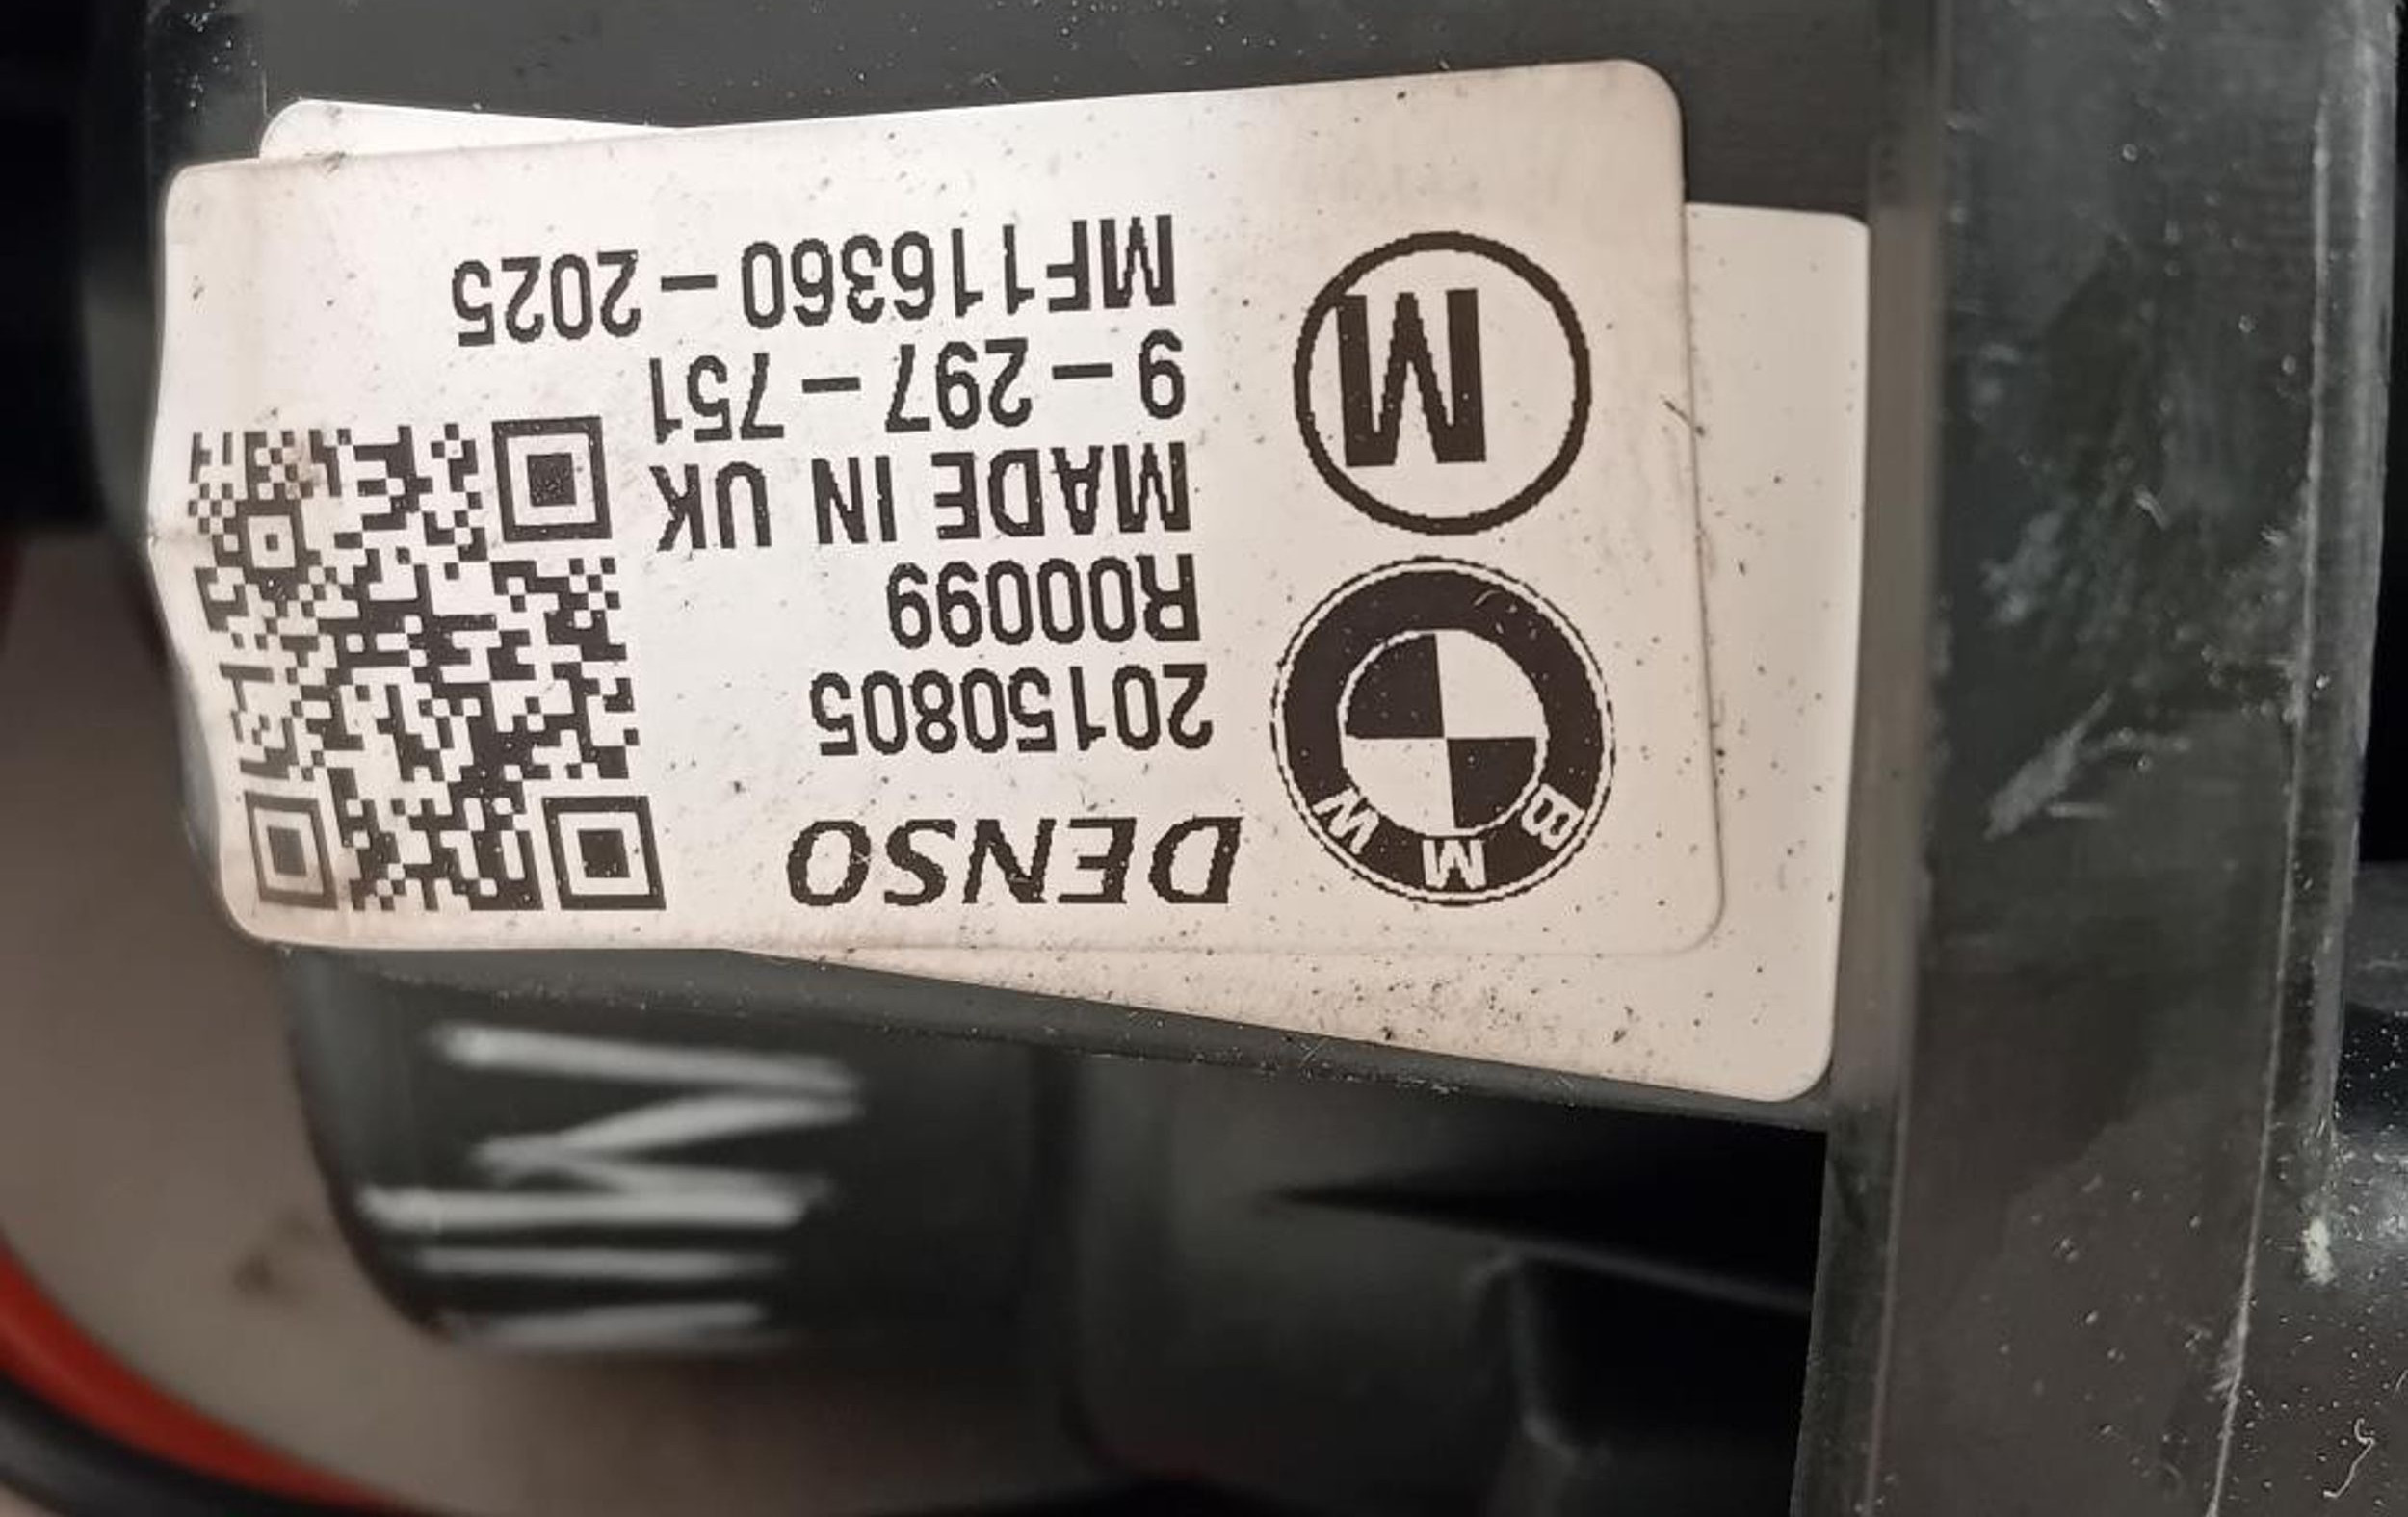 BMW
DENSO
20150805
R00099
MADE IN UK
9-297-751
MF116360-2025
M